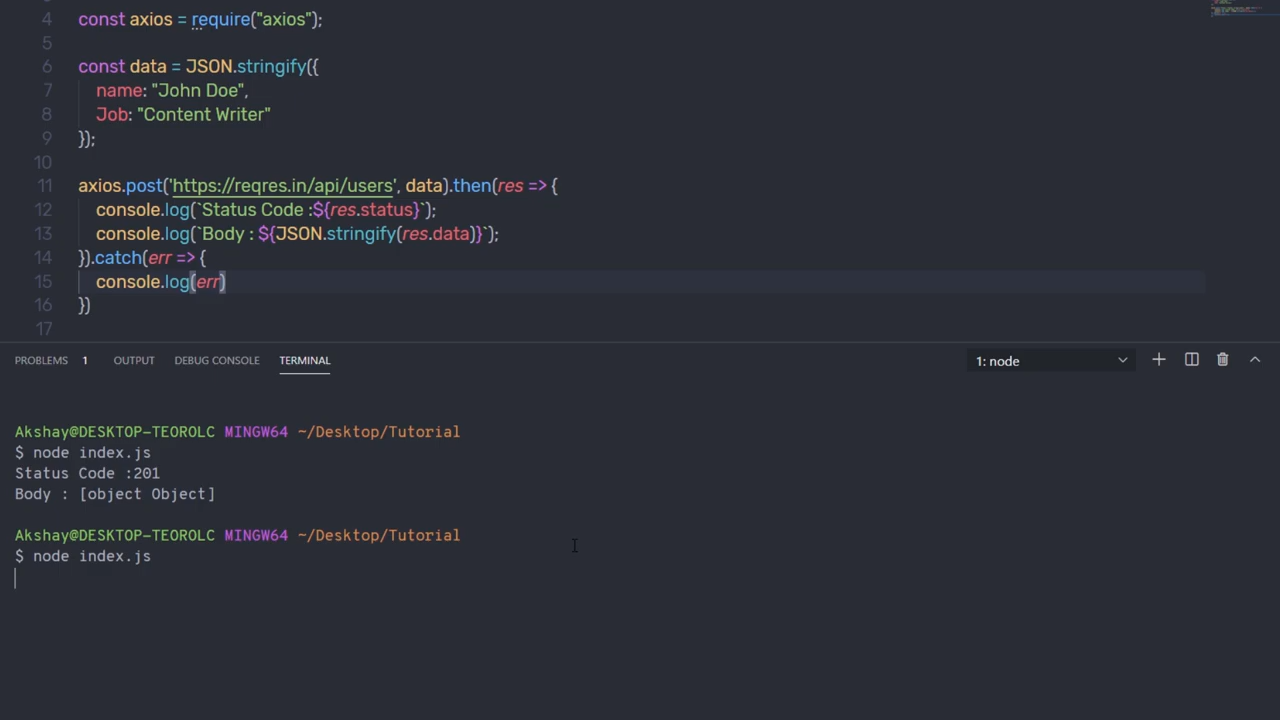 4 const axios = require("axios");
5
6 const data = JSON.stringify({
7 name: "John Doe",
8 Job: "Content Writer"
9 });
10
11 axios.post('https://reqres.in/api/users', data).then(res => {
12 console.log(`Status Code :${res.status}`);
13 console.log(`Body : ${JSON.stringify(res.data)}`);
14 }).catch(err => {
15 console.log(err)
16 })
17
PROBLEMS 1 OUTPUT DEBUG CONSOLE TERMINAL 1: node
Akshay@DESKTOP-TEOROLC MINGW64 ~/Desktop/Tutorial
$ node index.js
Status Code :201
Body : [object Object]
Akshay@DESKTOP-TEOROLC MINGW64 ~/Desktop/Tutorial
$ node index.js